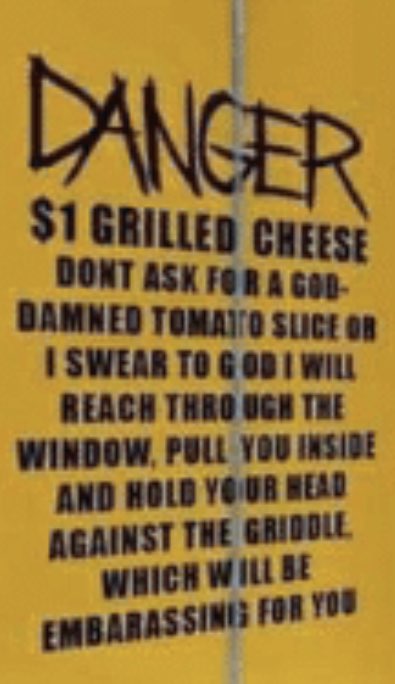 DANGER
$1 GRILLED CHEESE
DONT ASK FOR A GOD-
DAMNED TOMATO SLICE OR
I SWEAR TO GOD I WILL
REACH THROUGH THE
WINDOW, PULL YOU INSIDE
AND HOLD YOUR HEAD
AGAINST THE GRIDDLE.
WHICH WILL BE
EMBARASSING FOR YOU